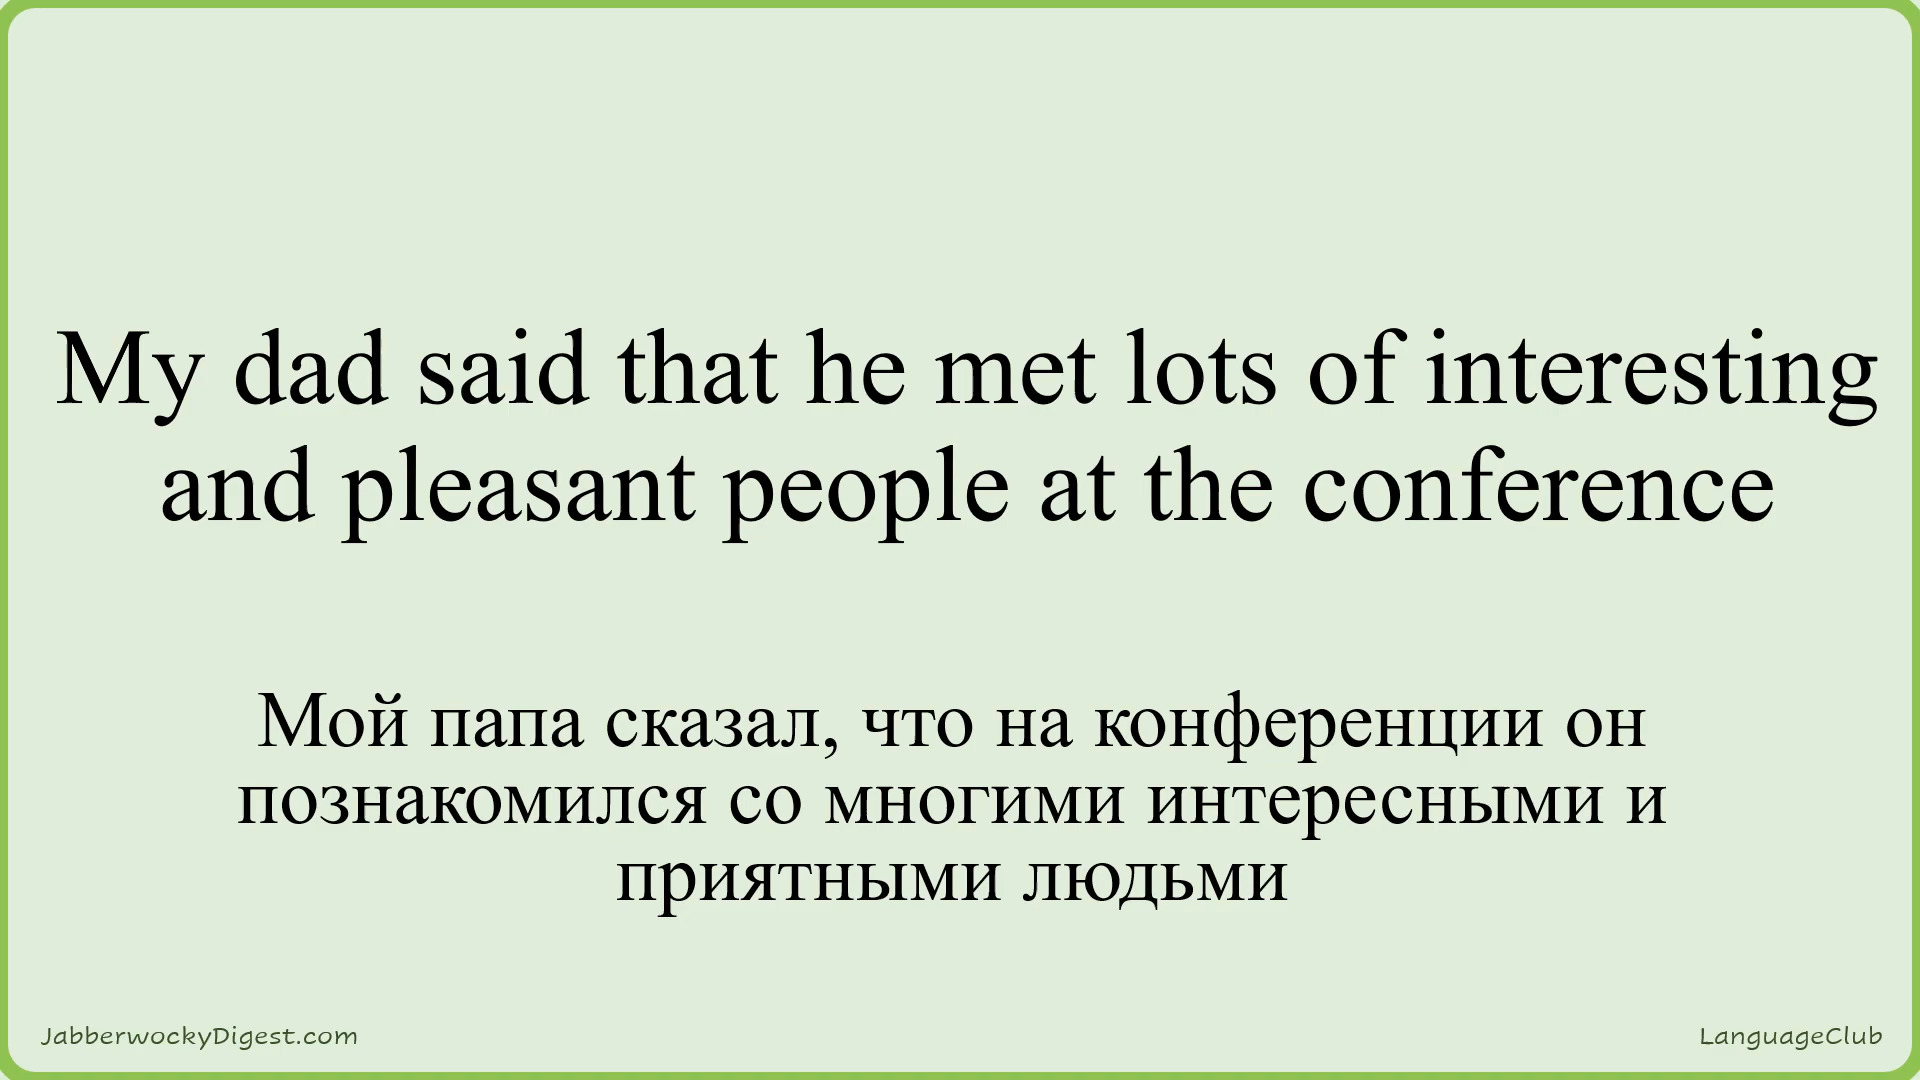 My dad said that he met lots of interesting
and pleasant people at the conference
Мой папа сказал, что на конференции он
познакомился со многими интересными и
приятными людьми
JabberwockyDigest.com
LanguageClub